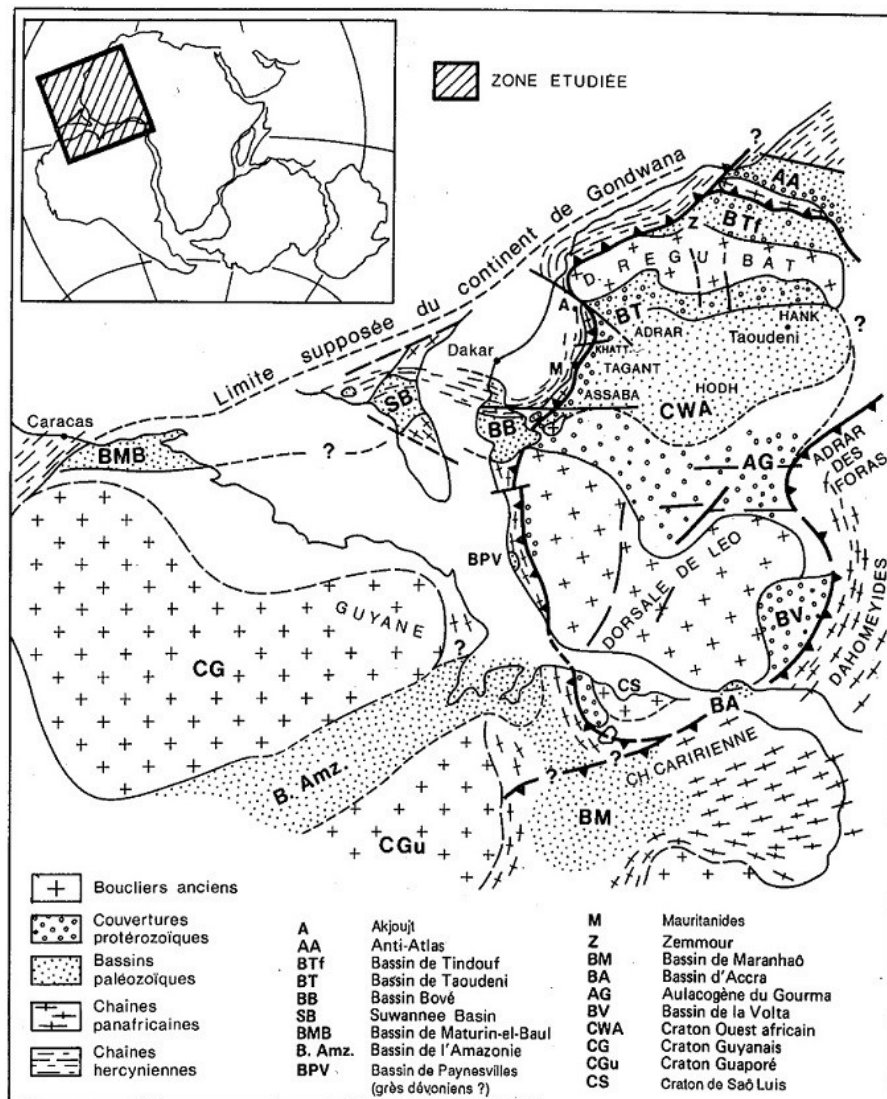 ZONE ETUDIÉE
?
AA
Limite supposée du continent de Gondwana
BTf
Z
D. REGUIBAT
A
BT
ADRAR
HANK
Taoudeni
?
KHATT.
Dakar
M
TAGANT
ASSABA
HODH
SB
CWA
BB
Caracas
BMB
?
AG
ADRAR DES IFORAS
BPV
DORSALE DE LEO
GUYANE
BV
DAHOMEYIDES
?
CG
CS
BA
? ?
CH. CARIRIENNE
B. Amz.
BM
CGu
Boucliers anciens
Couvertures
protérozoïques
Bassins
paléozoïques
Chaînes
panafricaines
Chaînes
hercyniennes
A Akjoujt
AA Anti-Atlas
BTf Bassin de Tindouf
BT Bassin de Taoudeni
BB Bassin Bové
SB Suwannee Basin
BMB Bassin de Maturin-el-Baul
B. Amz. Bassin de l'Amazonie
BPV Bassin de Paynesvilles
(grès dévoniens ?)
M Mauritanides
Z Zemmour
BM Bassin de Maranhaô
BA Bassin d'Accra
AG Aulacogène du Gourma
BV Bassin de la Volta
CWA Craton Ouest africain
CG Craton Guyanais
CGu Craton Guaporé
CS Craton de Saô Luis